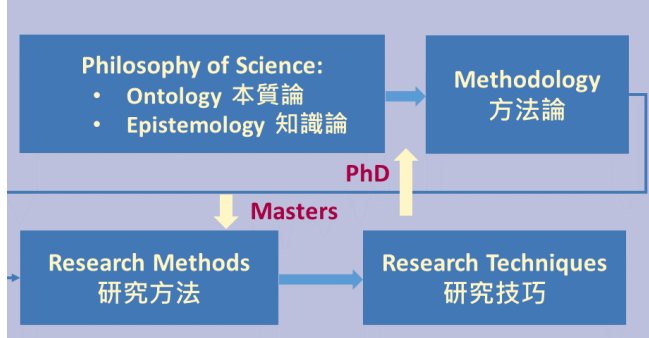 Philosophy of Science:
• Ontology 本質論
• Epistemology 知識論
Methodology
方法論
PhD
Masters
Research Methods
研究方法
Research Techniques
研究技巧